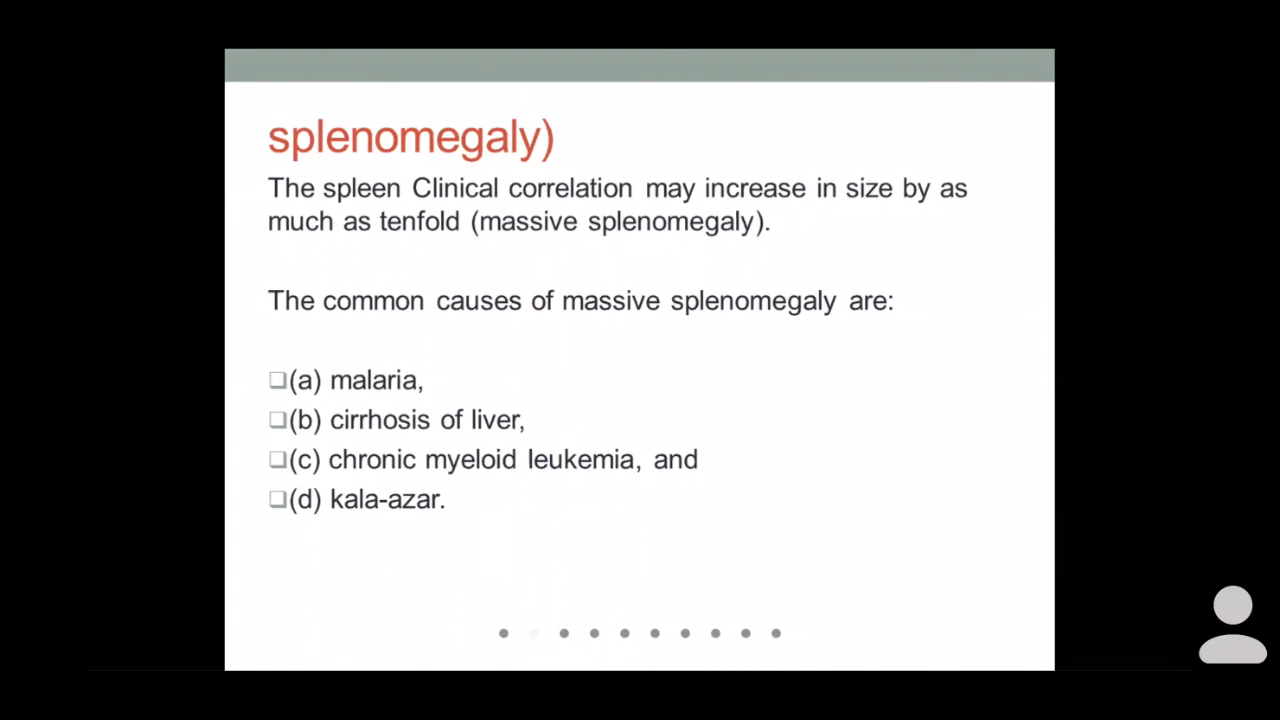 splenomegaly)
The spleen Clinical correlation may increase in size by as
much as tenfold (massive splenomegaly).
The common causes of massive splenomegaly are:
(a) malaria,
(b) cirrhosis of liver,
(c) chronic myeloid leukemia, and
(d) kala-azar.